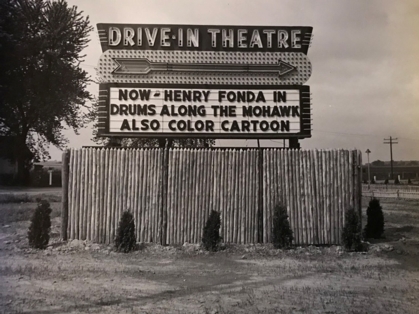 DRIVE-IN THEATRE
NOW - HENRY FONDA IN
DRUMS ALONG THE MOHAWK
ALSO COLOR CARTOON